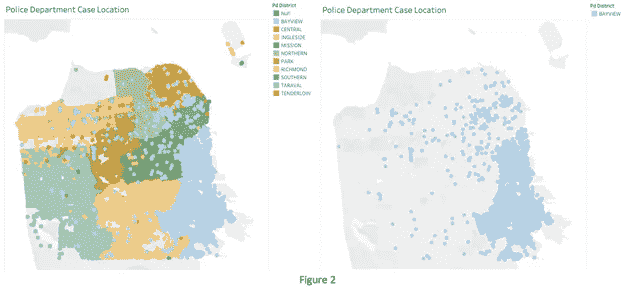 Police Department Case Location
Pd District
Null
BAYVIEW
CENTRAL
INGLESIDE
MISSION
NORTHERN
PARK
RICHMOND
SOUTHERN
TARAVAL
TENDERLOIN
Police Department Case Location
Pd District
BAYVIEW
Figure 2